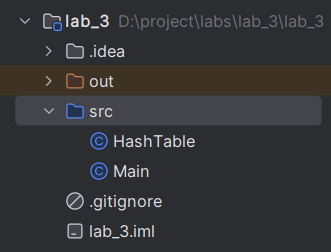 lab_3 D:\project\labs\lab_3\lab_3
.idea
out
src
HashTable
Main
.gitignore
lab_3.iml